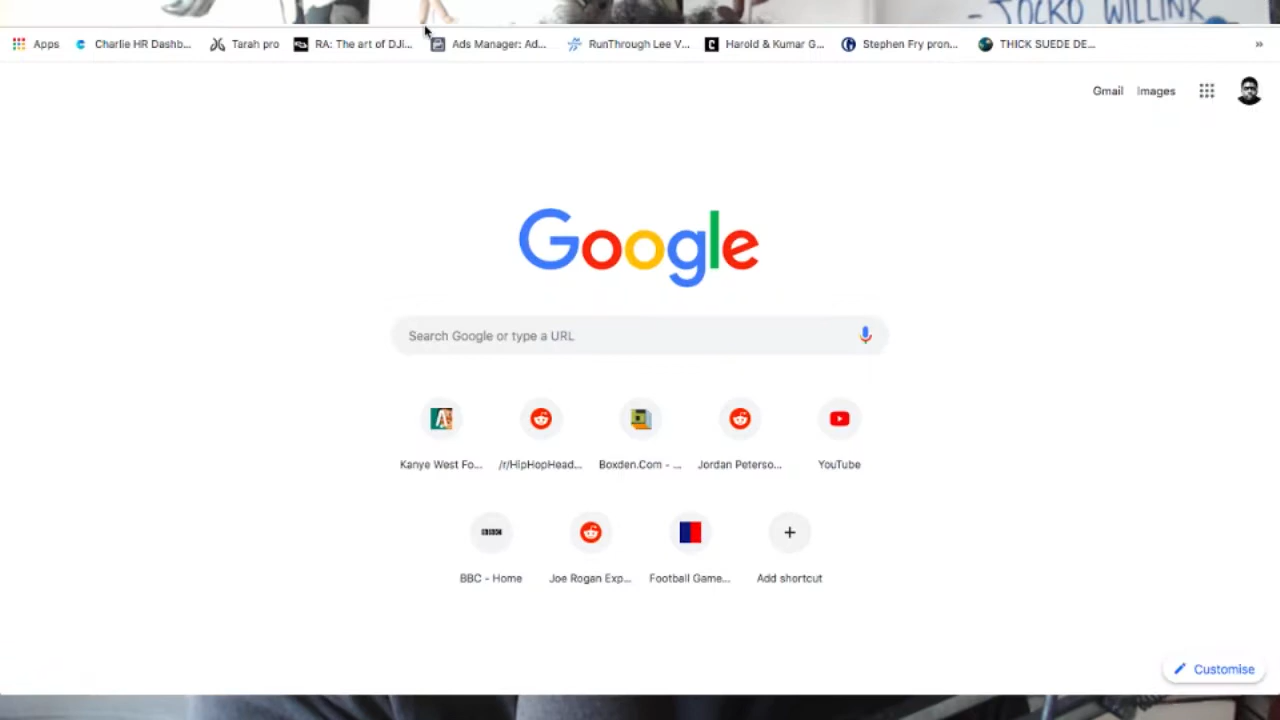 - JOCKO WILLINK
Apps Charlie HR Dashb... Tarah pro RA: The art of DJi... Ads Manager: Ad... RunThrough Lee V... Harold & Kumar G... Stephen Fry pron... THICK SUEDE DE... »
Gmail Images
Google
Search Google or type a URL
Kanye West Fo... /r/HipHopHead... Boxden.Com - ... Jordan Peterso... YouTube
BBC
BBC - Home Joe Rogan Exp... Football Game... Add shortcut
Customise